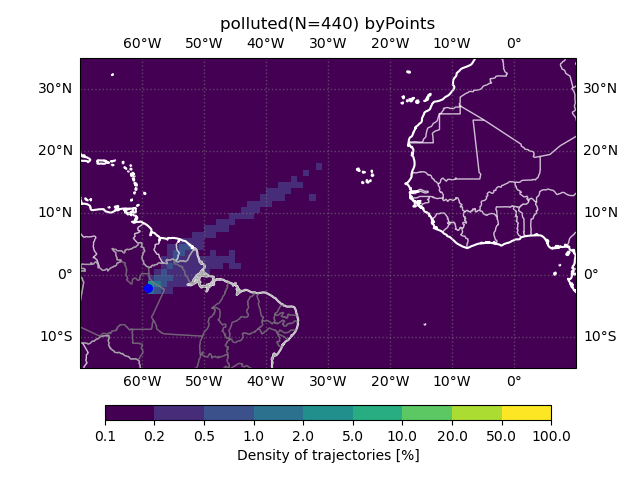 polluted(N=440) byPoints
60°W 50°W 40°W 30°W 20°W 10°W 0°
30°N 30°N
20°N 20°N
10°N 10°N
0° 0°
10°S 10°S
60°W 50°W 40°W 30°W 20°W 10°W 0°
0.1 0.2 0.5 1.0 2.0 5.0 10.0 20.0 50.0 100.0
Density of trajectories [%]